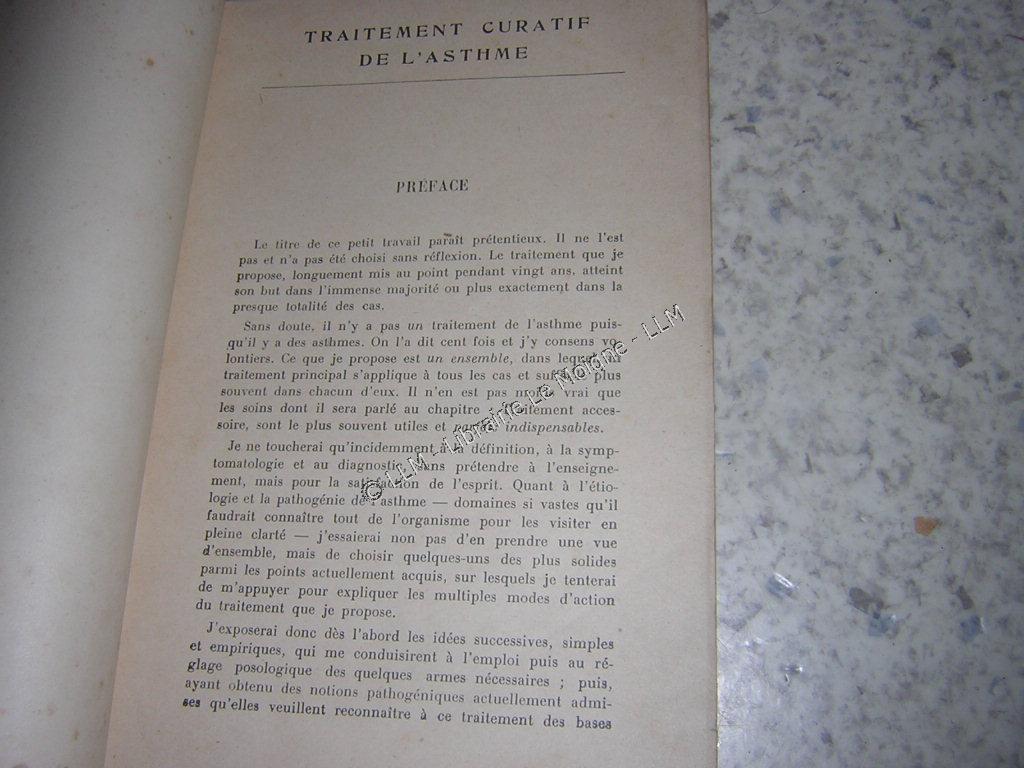 TRAITEMENT CURATIF
DE L'ASTHME
PRÉFACE
Le titre de ce petit travail paraît prétentieux. Il ne l'est
pas et n'a pas été choisi sans réflexion. Le traitement que je
propose, longuement mis au point pendant vingt ans, atteint
son but dans l'immense majorité ou plus exactement dans la
presque totalité des cas.
Sans doute, il n'y a pas un traitement de l'asthme puis-
qu'il y a des asthmes. On l'a dit cent fois et j'y consens vo-
lontiers. Ce que je propose est un ensemble, dans lequel un
traitement principal s'applique à tous les cas et suffit le plus
souvent dans chacun d'eux. Il n'en est pas moins vrai que
les soins dont il sera parlé au chapitre : traitement acces-
soire, sont le plus souvent utiles et parfois indispensables.
Je ne toucherai qu'incidemment à la définition, à la symp-
tomatologie et au diagnostic, sans prétendre à l'enseigne-
ment, mais pour la satisfaction de l'esprit. Quant à l'étio-
logie et la pathogénie de l'asthme — domaines si vastes qu'il
faudrait connaître tout de l'organisme pour les visiter en
pleine clarté — j'essaierai non pas d'en prendre une vue
d'ensemble, mais de choisir quelques-uns des plus solides
parmi les points actuellement acquis, sur lesquels je tenterai
de m'appuyer pour expliquer les multiples modes d'action
du traitement que je propose.
J'exposerai donc dès l'abord les idées successives, simples
et empiriques, qui me conduisirent à l'emploi puis au ré-
glage posologique des quelques armes nécessaires ; puis,
ayant obtenu des notions pathogéniques actuellement admi-
ses qu'elles veuillent reconnaître à ce traitement des bases
© LLM - Librairie Le Moigne - LLM